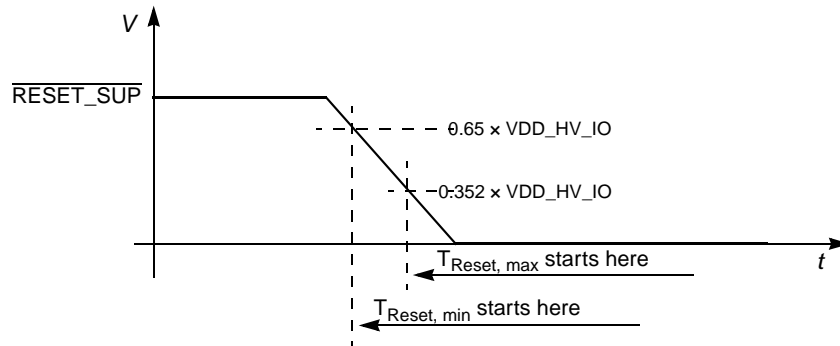 V
RESET_SUP
0.65 × VDD_HV_IO
0.352 × VDD_HV_IO
TReset, max starts here
t
TReset, min starts here